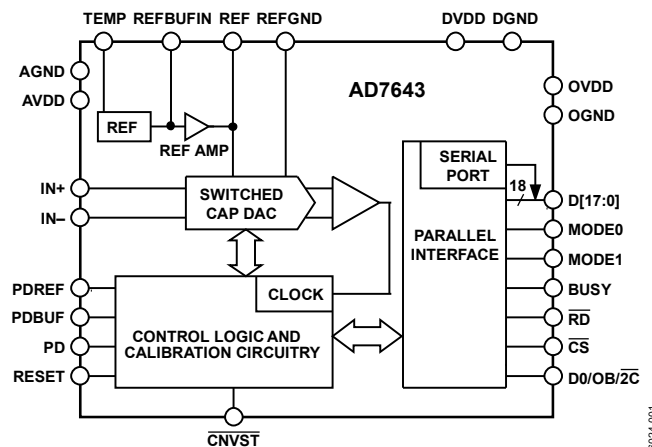 TEMP REFBUFIN REF REFGND DVDD DGND
AGND
AVDD
AD7643
OVDD
OGND
REF
REF AMP
SERIAL
PORT
IN+
IN–
SWITCHED
CAP DAC
18
D[17:0]
PARALLEL
INTERFACE
MODE0
MODE1
PDREF
PDBUF
PD
RESET
CLOCK
CONTROL LOGIC AND
CALIBRATION CIRCUITRY
BUSY
RD
CS
D0/OB/2C
CNVST